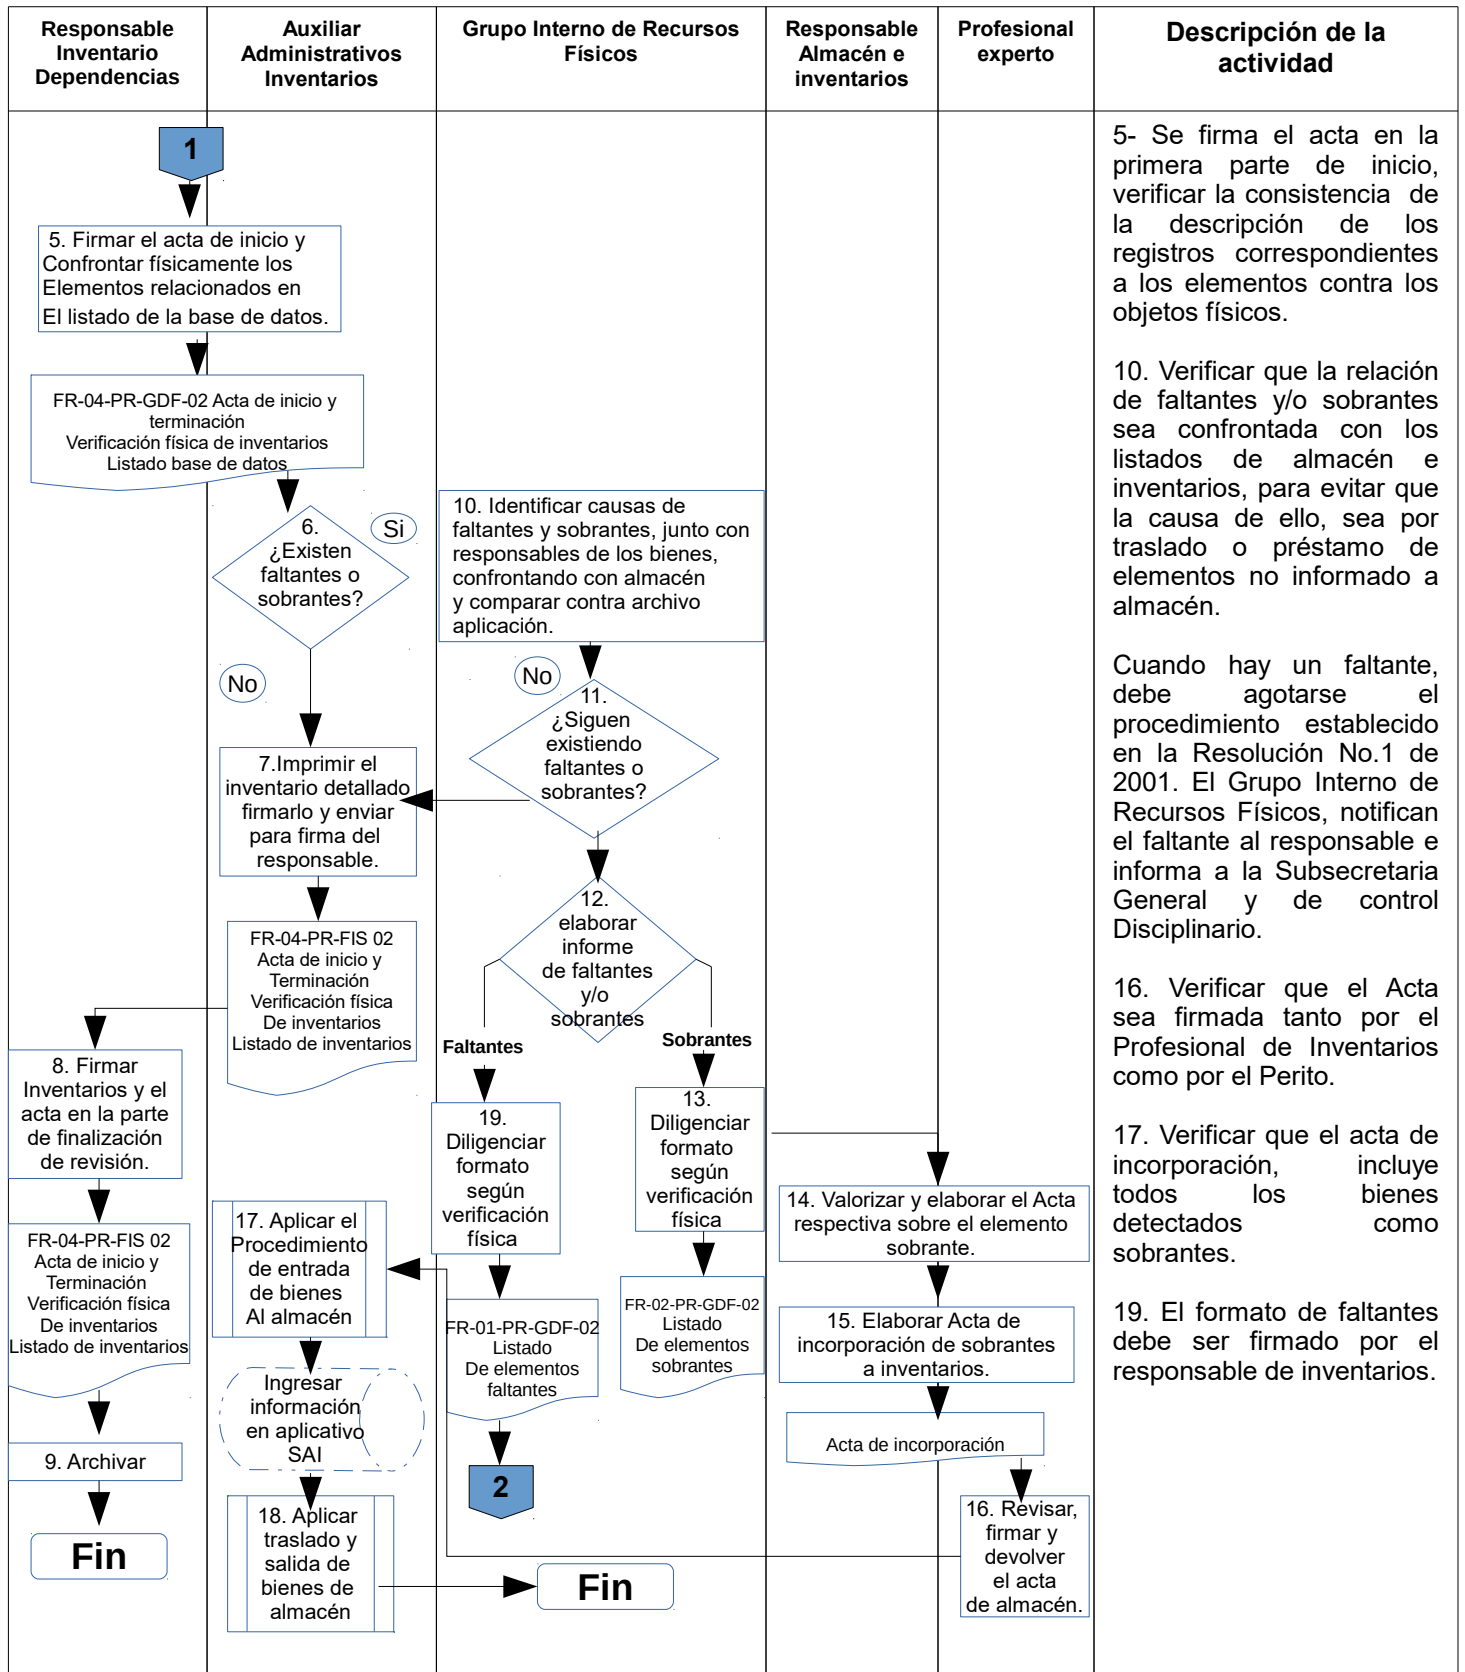 Responsable
Inventario
Dependencias
Auxiliar
Administrativos
Inventarios
Grupo Interno de Recursos
Físicos
Responsable
Almacén e
inventarios
Profesional
experto
Descripción de la
actividad
1
5. Firmar el acta de inicio y
Confrontar físicamente los
Elementos relacionados en
El listado de la base de datos.
FR-04-PR-GDF-02 Acta de inicio y
terminación
Verificación física de inventarios
Listado base de datos
6.
¿Existen
faltantes o
sobrantes?
Si
No
7.Imprimir el
inventario detallado
firmarlo y enviar
para firma del
responsable.
FR-04-PR-FIS 02
Acta de inicio y
Terminación
Verificación física
De inventarios
Listado de inventarios
8. Firmar
Inventarios y el
acta en la parte
de finalización
de revisión.
FR-04-PR-FIS 02
Acta de inicio y
Terminación
Verificación física
De inventarios
Listado de inventarios
9. Archivar
Fin
10. Identificar causas de
faltantes y sobrantes, junto con
responsables de los bienes,
confrontando con almacén
y comparar contra archivo
aplicación.
No
11.
¿Siguen
existiendo
faltantes o
sobrantes?
12.
elaborar
informe
de faltantes
y/o
sobrantes
Faltantes
Sobrantes
19.
Diligenciar
formato
según
verificación
física
13.
Diligenciar
formato
según
verificación
física
FR-01-PR-GDF-02
Listado
De elementos
faltantes
FR-02-PR-GDF-02
Listado
De elementos
sobrantes
2
14. Valorizar y elaborar el Acta
respectiva sobre el elemento
sobrante.
15. Elaborar Acta de
incorporación de sobrantes
a inventarios.
Acta de incorporación
16. Revisar,
firmar y
devolver
el acta
de almacén.
17. Aplicar el
Procedimiento
de entrada
de bienes
Al almacén
Ingresar
información
en aplicativo
SAI
18. Aplicar
traslado y
salida de
bienes de
almacén
Fin
5- Se firma el acta en la
primera parte de inicio,
verificar la consistencia de
la descripción de los
registros correspondientes
a los elementos contra los
objetos físicos.
10. Verificar que la relación
de faltantes y/o sobrantes
sea confrontada con los
listados de almacén e
inventarios, para evitar que
la causa de ello, sea por
traslado o préstamo de
elementos no informado a
almacén.
Cuando hay un faltante,
debe agotarse el
procedimiento establecido
en la Resolución No.1 de
2001. El Grupo Interno de
Recursos Físicos, notifican
el faltante al responsable e
informa a la Subsecretaria
General y de control
Disciplinario.
16. Verificar que el Acta
sea firmada tanto por el
Profesional de Inventarios
como por el Perito.
17. Verificar que el acta de
incorporación, incluye
todos los bienes
detectados como
sobrantes.
19. El formato de faltantes
debe ser firmado por el
responsable de inventarios.